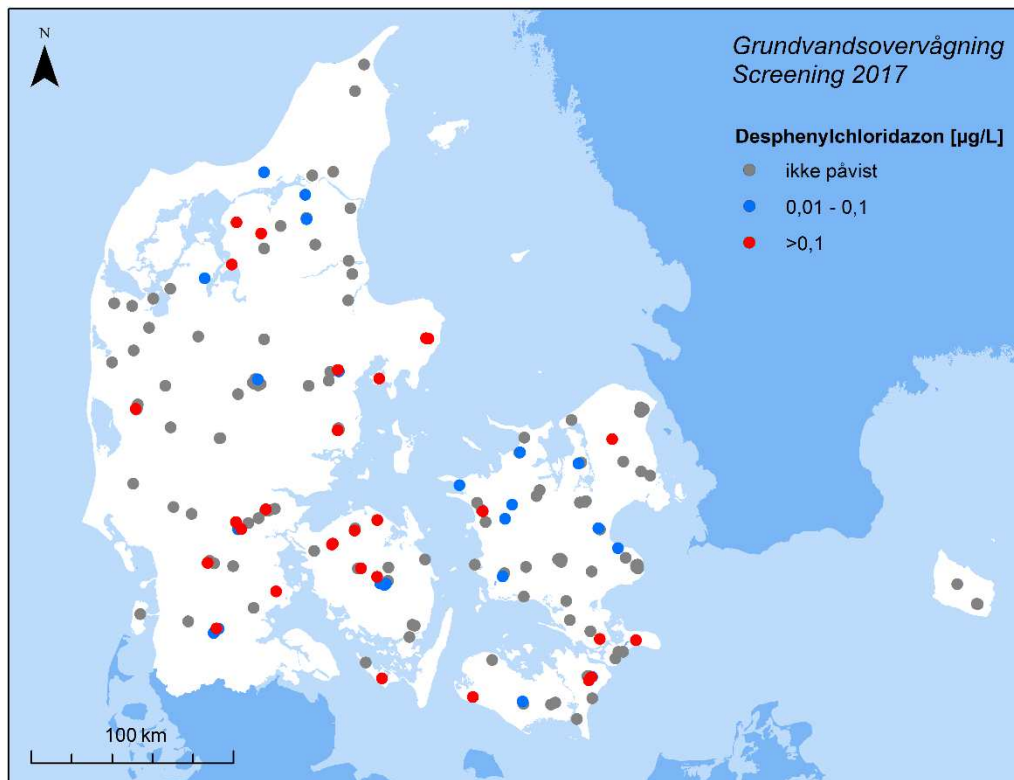 N
Grundvandsovervågning
Screening 2017
Desphenylchloridazon [µg/L]
ikke påvist
0,01 - 0,1
>0,1
100 km